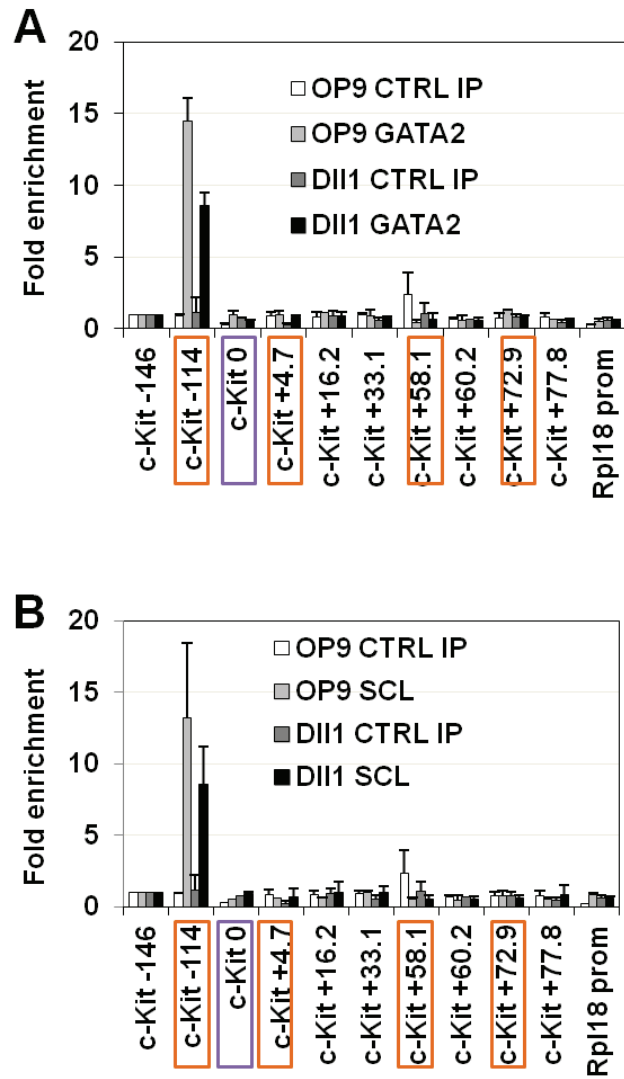 A
20
15
10
5
0
Fold enrichment
OP9 CTRL IP
OP9 GATA2
Dll1 CTRL IP
Dll1 GATA2
c-Kit -146
c-Kit -114
c-Kit 0
c-Kit +4.7
c-Kit +16.2
c-Kit +33.1
c-Kit +58.1
c-Kit +60.2
c-Kit +72.9
c-Kit +77.8
Rpl18 prom
B
20
15
10
5
0
Fold enrichment
OP9 CTRL IP
OP9 SCL
Dll1 CTRL IP
Dll1 SCL
c-Kit -146
c-Kit -114
c-Kit 0
c-Kit +4.7
c-Kit +16.2
c-Kit +33.1
c-Kit +58.1
c-Kit +60.2
c-Kit +72.9
c-Kit +77.8
Rpl18 prom